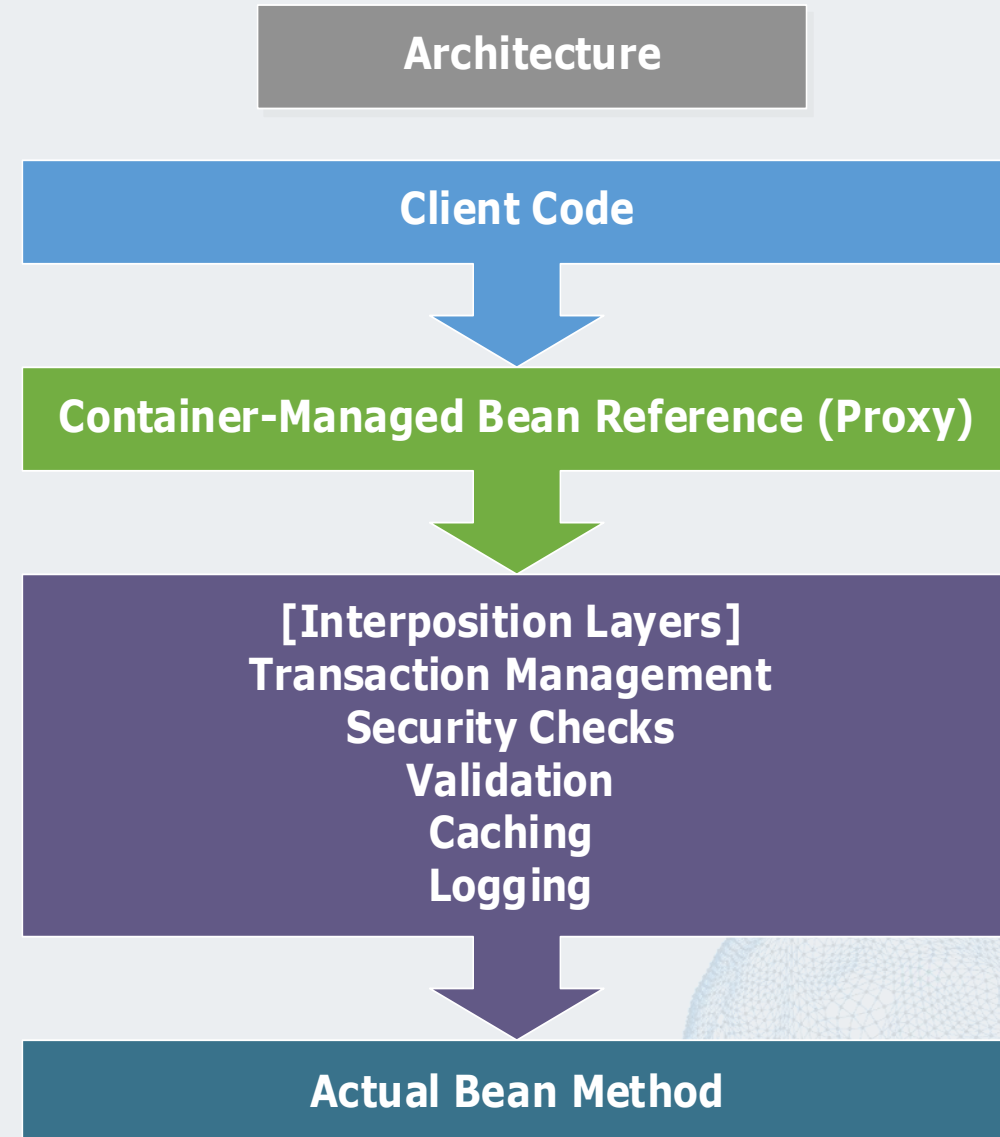 Architecture
Client Code
Container-Managed Bean Reference (Proxy)
[Interposition Layers]
Transaction Management
Security Checks
Validation
Caching
Logging
Actual Bean Method